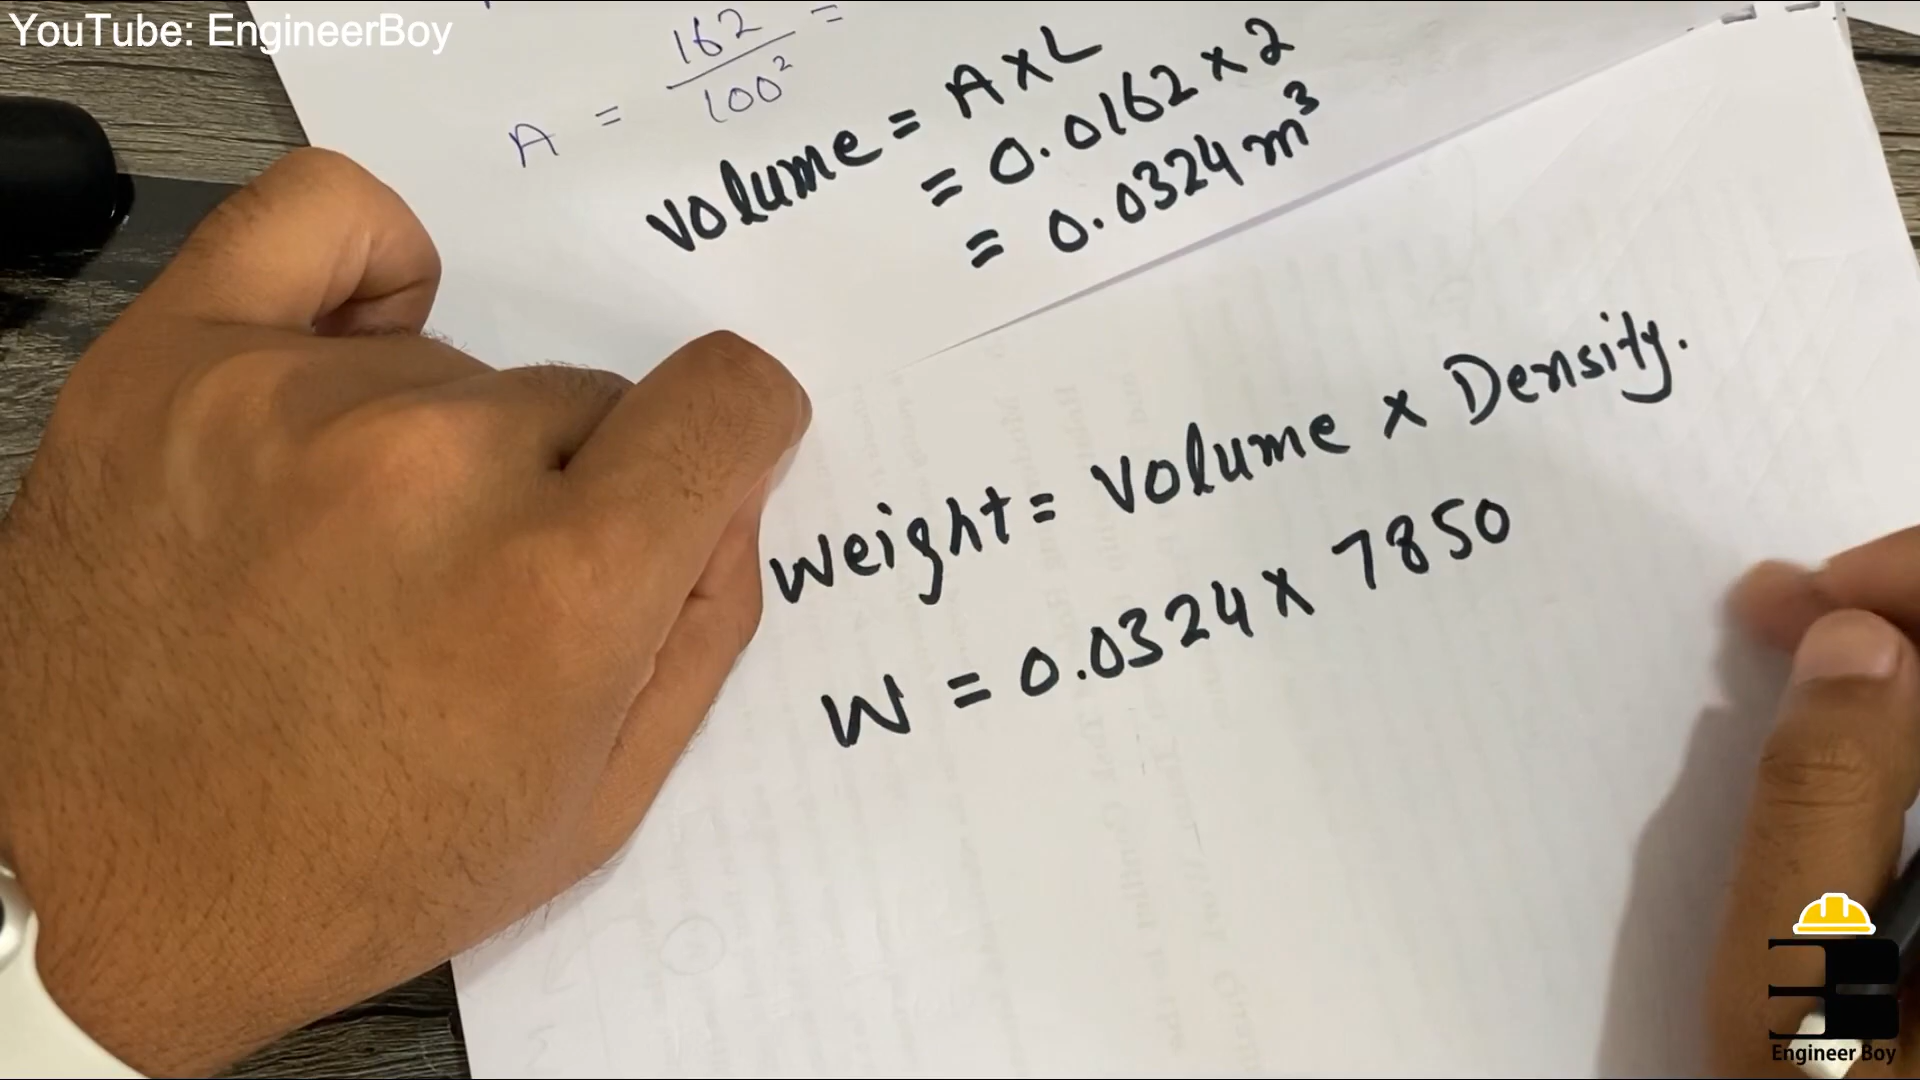 YouTube: EngineerBoy
A = 162/100² =
Volume = A×L
= 0.0162 × 2
= 0.0324 m³
Weight = Volume × Density.
W = 0.0324 × 7850
Engineer Boy